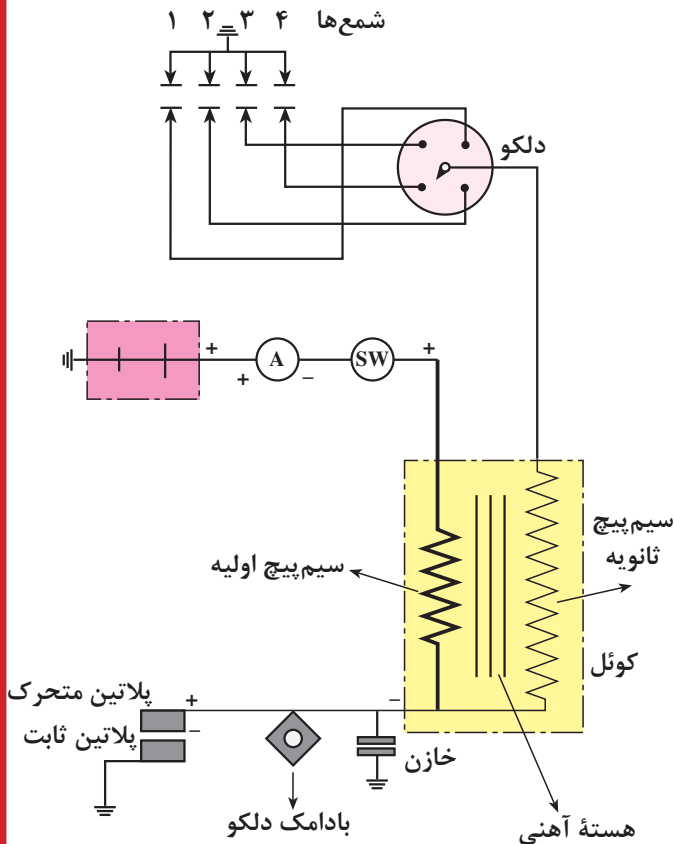 شمع‌ها ۴ ۳ ۲ ۱
دلکو
+ + A – SW +
سیم‌پیچ
ثانویه
سیم‌پیچ اولیه
کوئل
پلاتین متحرک + –
پلاتین ثابت –
خازن
بادامک دلکو
هستهٔ آهنی